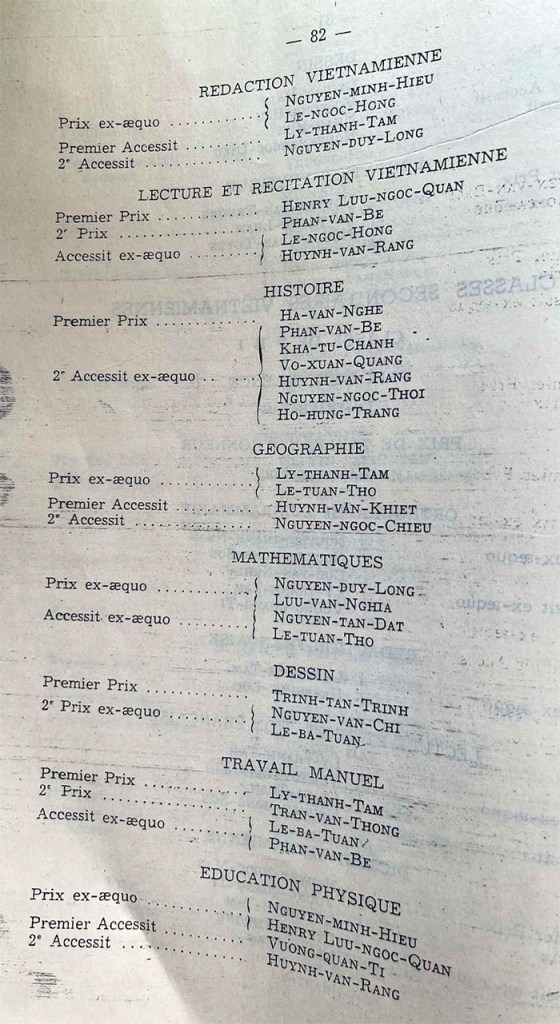 — 82 —
REDACTION VIETNAMIENNE
Prix ex-æquo .......... { NGUYEN-MINH-HIEU
LE-NGOC-HONG
Premier Accessit .......... LY-THANH-TAM
2e Accessit .......... NGUYEN-DUY-LONG
LECTURE ET RECITATION VIETNAMIENNE
Premier Prix .......... HENRY LUU-NGOC-QUAN
2e Prix .......... PHAN-VAN-BE
Accessit ex-æquo .......... { LE-NGOC-HONG
HUYNH-VAN-RANG
HISTOIRE
Premier Prix .......... HA-VAN-NGHE
2e Accessit ex-æquo .. { PHAN-VAN-BE
KHA-TU-CHANH
VO-XUAN-QUANG
HUYNH-VAN-RANG
NGUYEN-NGOC-THOI
HO-HUNG-TRANG
GEOGRAPHIE
Prix ex-æquo .......... { LY-THANH-TAM
LE-TUAN-THO
Premier Accessit .......... HUYNH-VAN-KHIET
2e Accessit .......... NGUYEN-NGOC-CHIEU
MATHEMATIQUES
Prix ex-æquo .......... { NGUYEN-DUY-LONG
LUU-VAN-NGHIA
Accessit ex-æquo .......... { NGUYEN-TAN-DAT
LE-TUAN-THO
DESSIN
Premier Prix .......... TRINH-TAN-TRINH
2e Prix ex-æquo .......... { NGUYEN-VAN-CHI
LE-BA-TUAN
TRAVAIL MANUEL
Premier Prix .......... LY-THANH-TAM
2e Prix .......... TRAN-VAN-THONG
Accessit ex-æquo .......... { LE-BA-TUAN
PHAN-VAN-BE
EDUCATION PHYSIQUE
Prix ex-æquo .......... { NGUYEN-MINH-HIEU
HENRY LUU-NGOC-QUAN
Premier Accessit .......... VUONG-QUAN-TI
2e Accessit .......... HUYNH-VAN-RANG